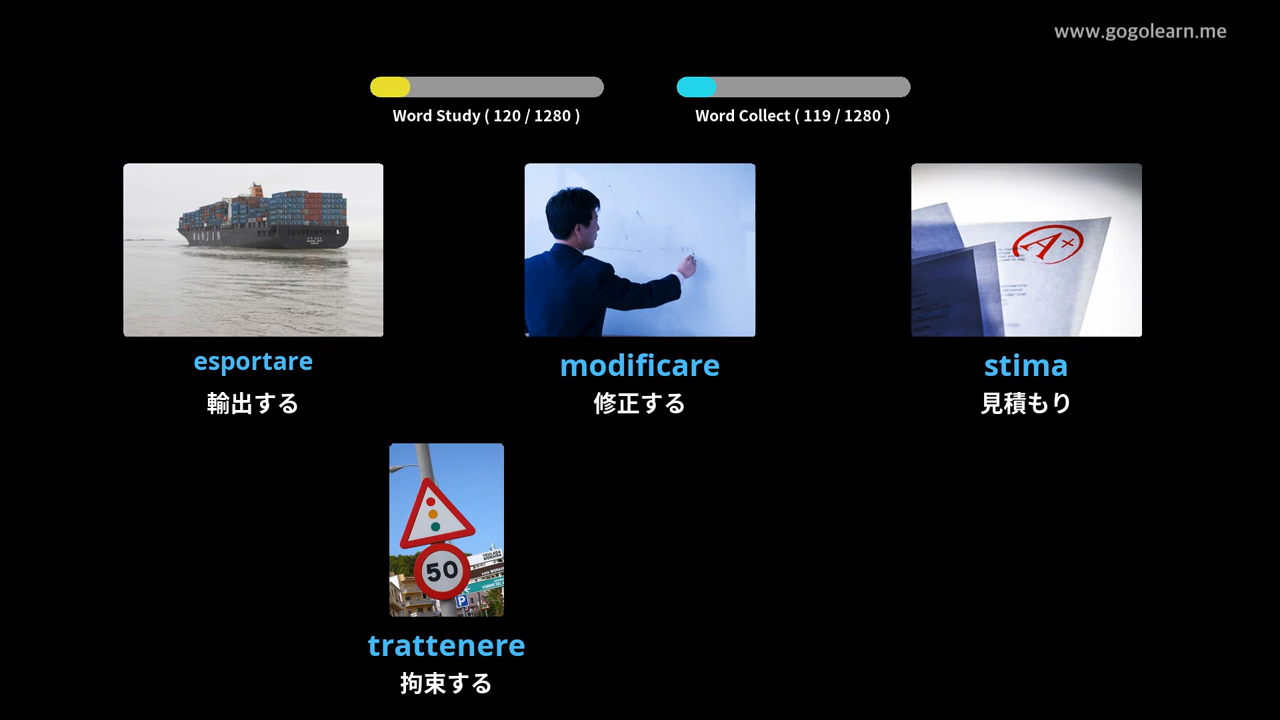 www.gogolearn.me
Word Study ( 120 / 1280 )
Word Collect ( 119 / 1280 )
HANJIN
A+
esportare
modificare
stima
輸出する
修正する
見積もり
50
P
trattenere
拘束する